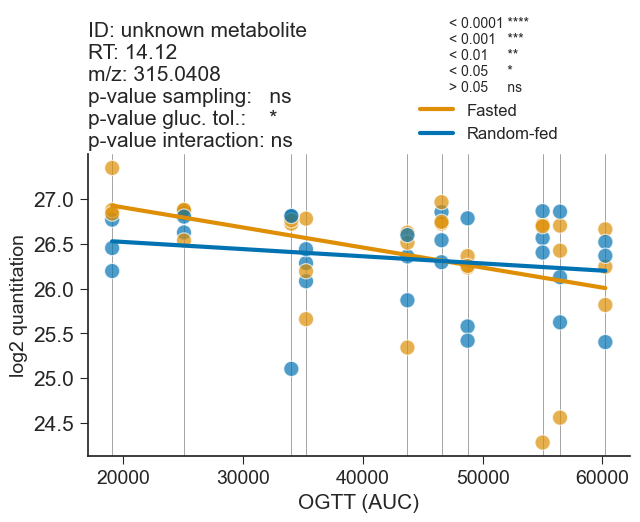 ID: unknown metabolite
RT: 14.12
m/z: 315.0408
p-value sampling: ns
p-value gluc. tol.: *
p-value interaction: ns
< 0.0001 ****
< 0.001 ***
< 0.01 **
< 0.05 *
> 0.05 ns
Fasted
Random-fed
log2 quantitation
27.0
26.5
26.0
25.5
25.0
24.5
20000 30000 40000 50000 60000
OGTT (AUC)